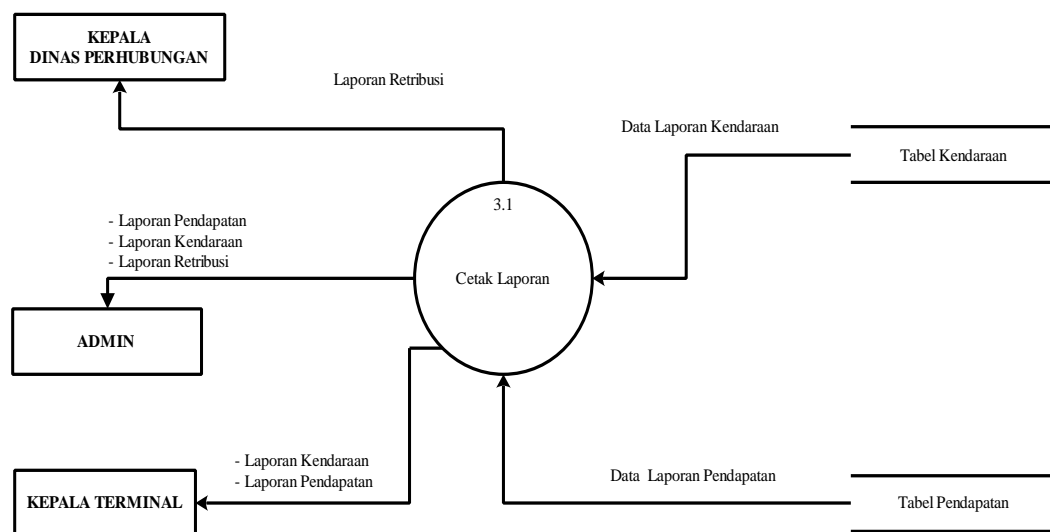 KEPALA
DINAS PERHUBUNGAN
Laporan Retribusi
Data Laporan Kendaraan
Tabel Kendaraan
3.1
Cetak Laporan
- Laporan Pendapatan
- Laporan Kendaraan
- Laporan Retribusi
ADMIN
- Laporan Kendaraan
- Laporan Pendapatan
KEPALA TERMINAL
Data Laporan Pendapatan
Tabel Pendapatan